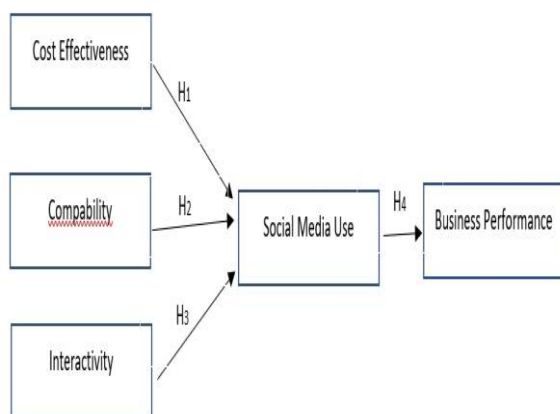 Cost Effectiveness
H1
Compability
H2
Social Media Use
H4
Business Performance
H3
Interactivity